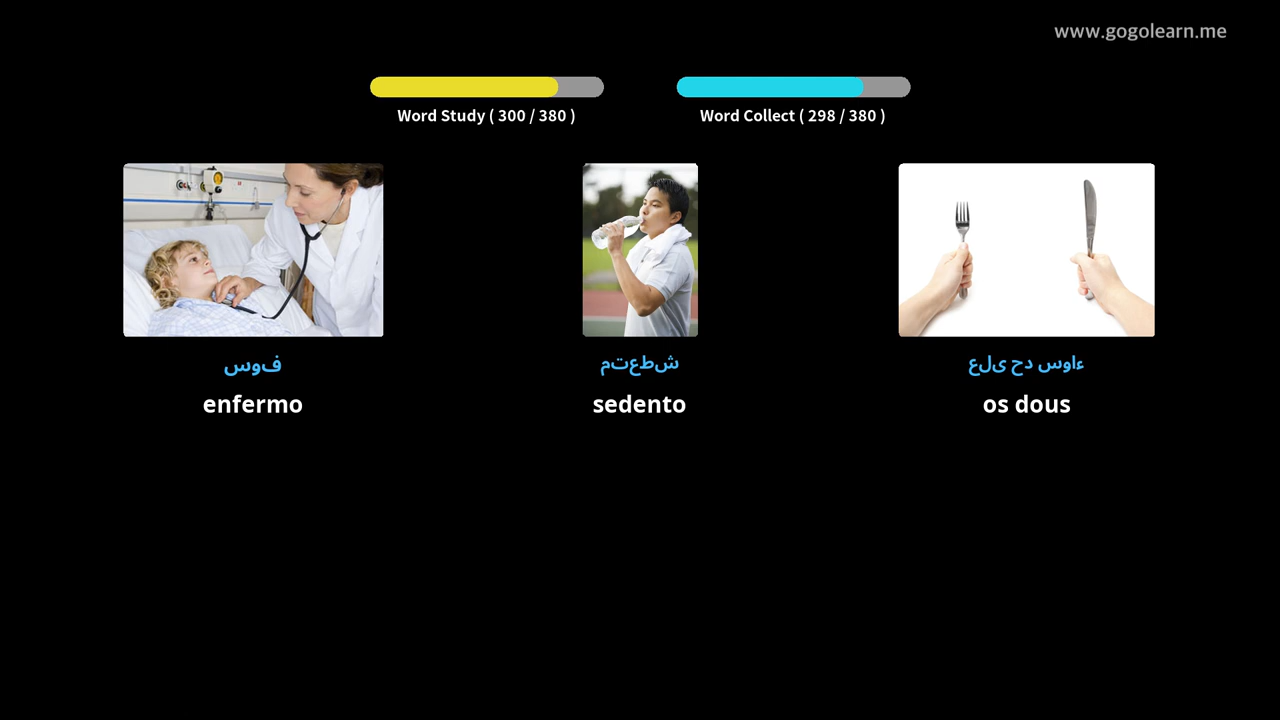 www.gogolearn.me
Word Study ( 300 / 380 )
Word Collect ( 298 / 380 )
فوس
شطعتم
ءاوس دح ىلع
enfermo
sedento
os dous